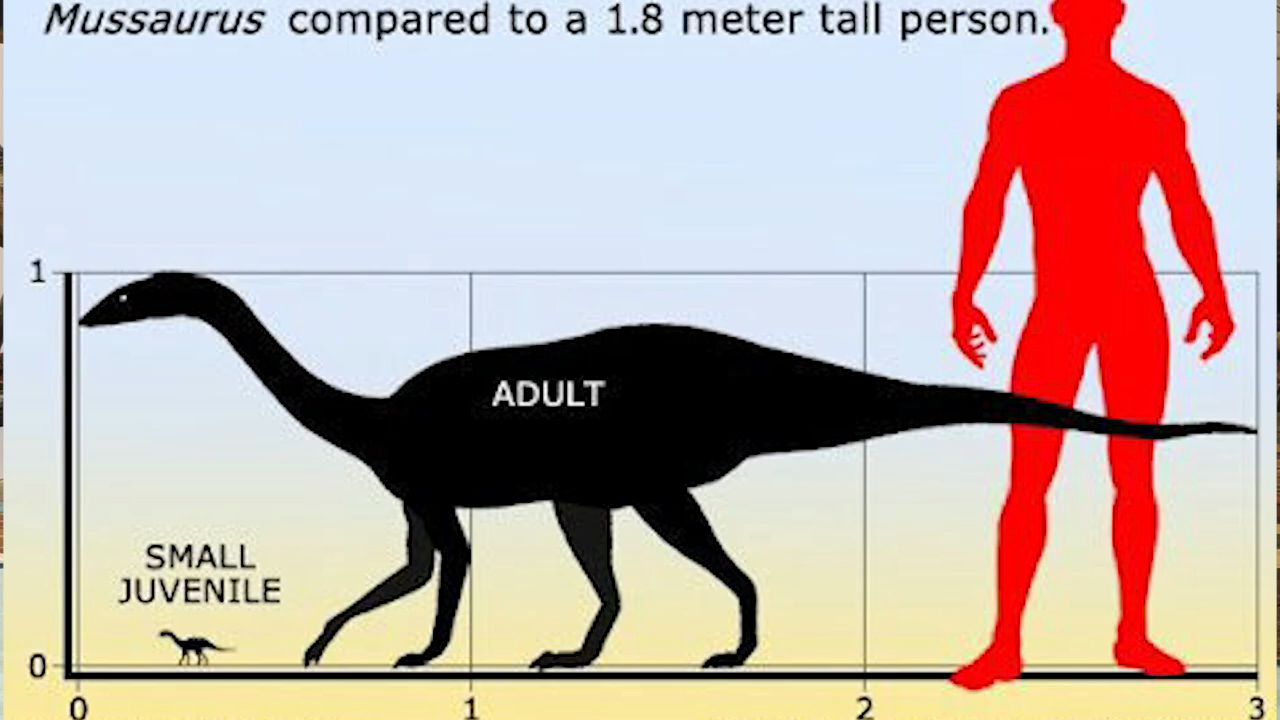 Mussaurus compared to a 1.8 meter tall person.
1
ADULT
SMALL
JUVENILE
0
0 1 2 3